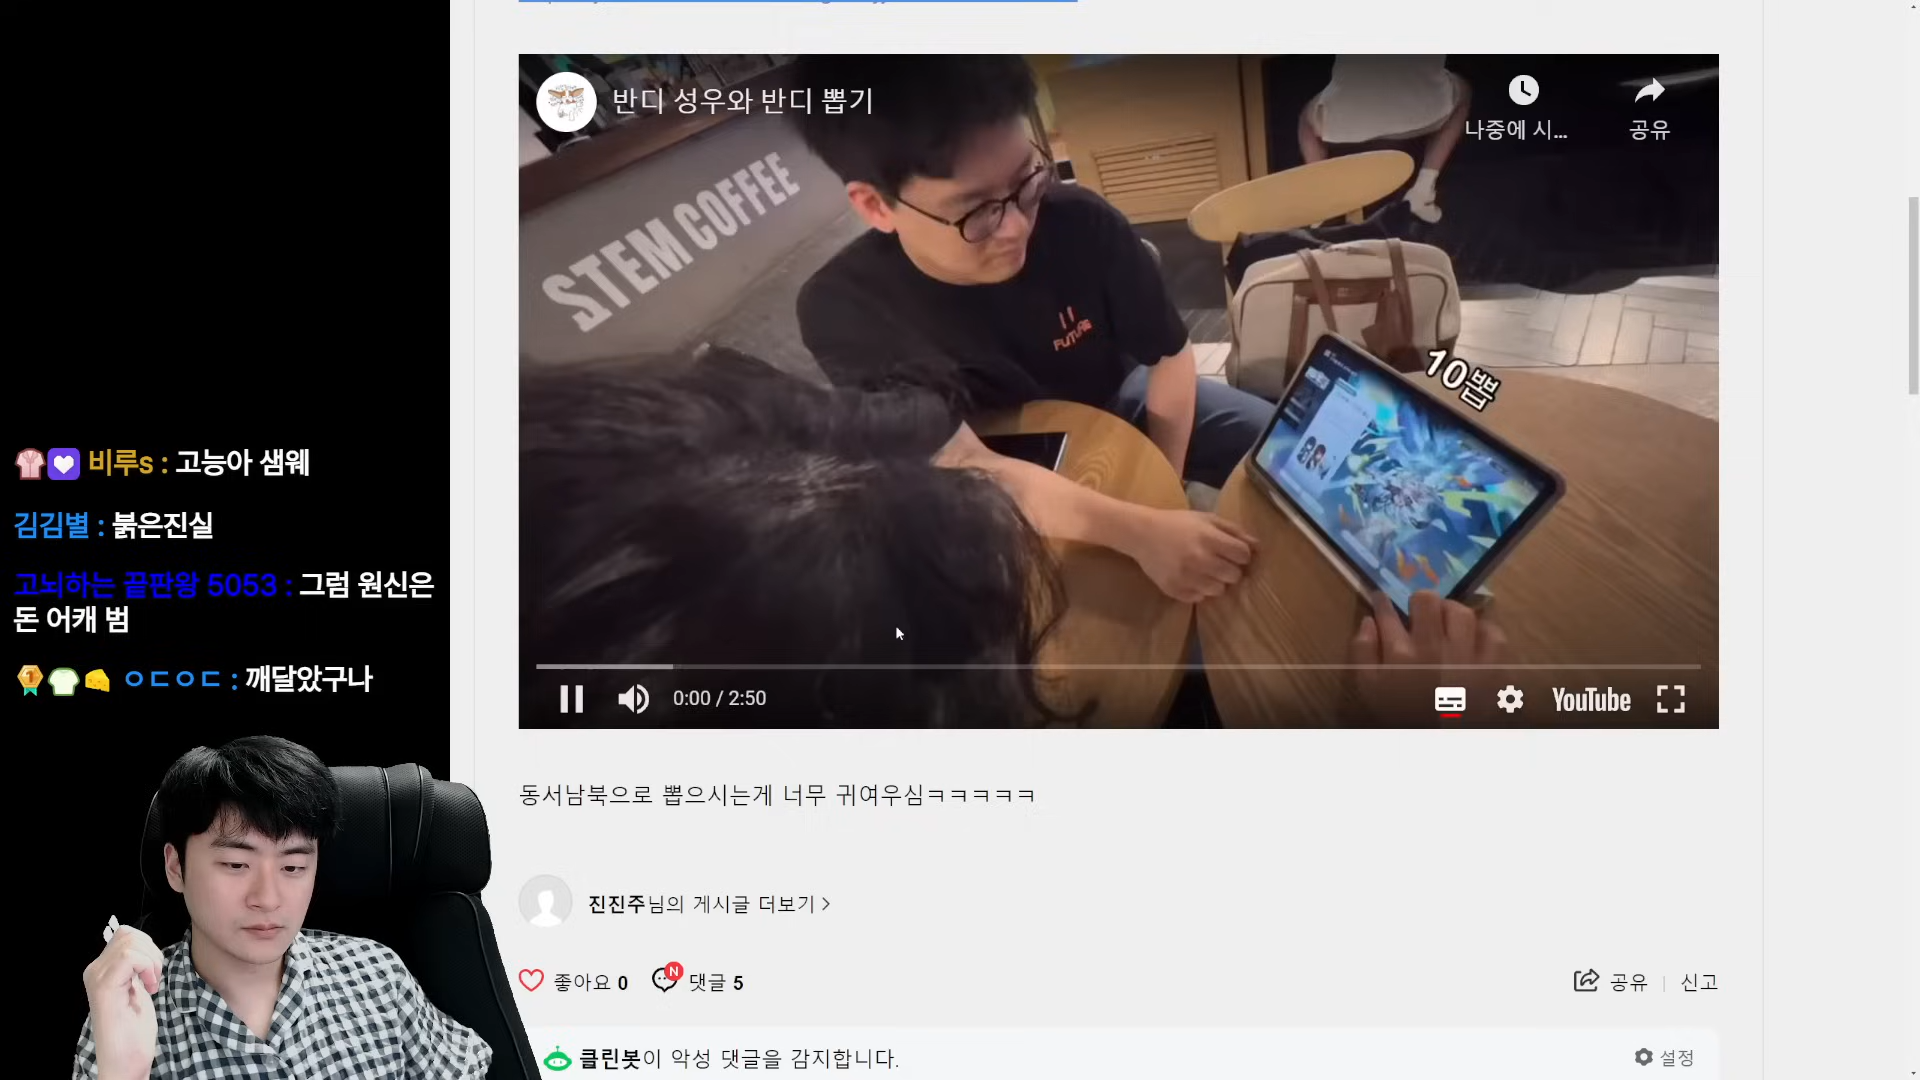 반디 성우와 반디 뽑기
나중에 시...
공유
STEM COFFEE
FUTURE
10뽑
0:00 / 2:50
YouTube
비루s : 고능아 샘웨
김김별 : 붉은진실
고뇌하는 끝판왕 5053 : 그럼 원신은
돈 어캐 범
ㅇㄷㅇㄷ : 깨달았구나
동서남북으로 뽑으시는게 너무 귀여우심ㅋㅋㅋㅋㅋ
진진주님의 게시글 더보기 >
좋아요 0
N
댓글 5
공유
신고
클린봇이 악성 댓글을 감지합니다.
설정